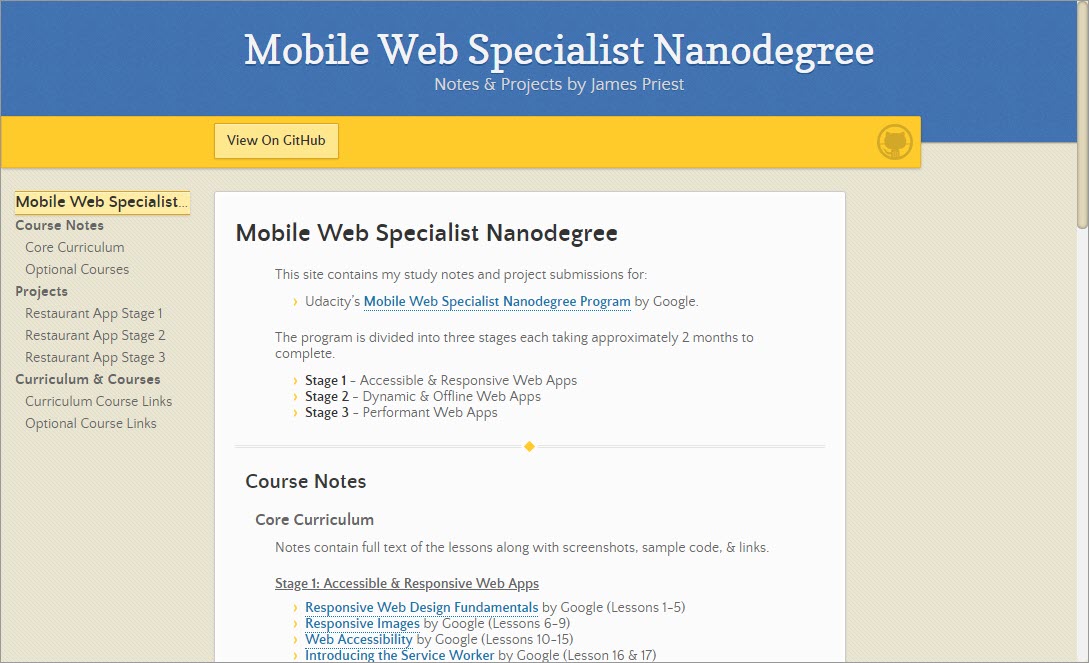 Mobile Web Specialist Nanodegree
Notes & Projects by James Priest
View On GitHub
Mobile Web Specialist...
Course Notes
Core Curriculum
Optional Courses
Projects
Restaurant App Stage 1
Restaurant App Stage 2
Restaurant App Stage 3
Curriculum & Courses
Curriculum Course Links
Optional Course Links
Mobile Web Specialist Nanodegree
This site contains my study notes and project submissions for:
› Udacity’s Mobile Web Specialist Nanodegree Program by Google.
The program is divided into three stages each taking approximately 2 months to
complete.
› Stage 1 – Accessible & Responsive Web Apps
› Stage 2 – Dynamic & Offline Web Apps
› Stage 3 – Performant Web Apps
Course Notes
Core Curriculum
Notes contain full text of the lessons along with screenshots, sample code, & links.
Stage 1: Accessible & Responsive Web Apps
› Responsive Web Design Fundamentals by Google (Lessons 1-5)
› Responsive Images by Google (Lessons 6-9)
› Web Accessibility by Google (Lessons 10-15)
› Introducing the Service Worker by Google (Lesson 16 & 17)